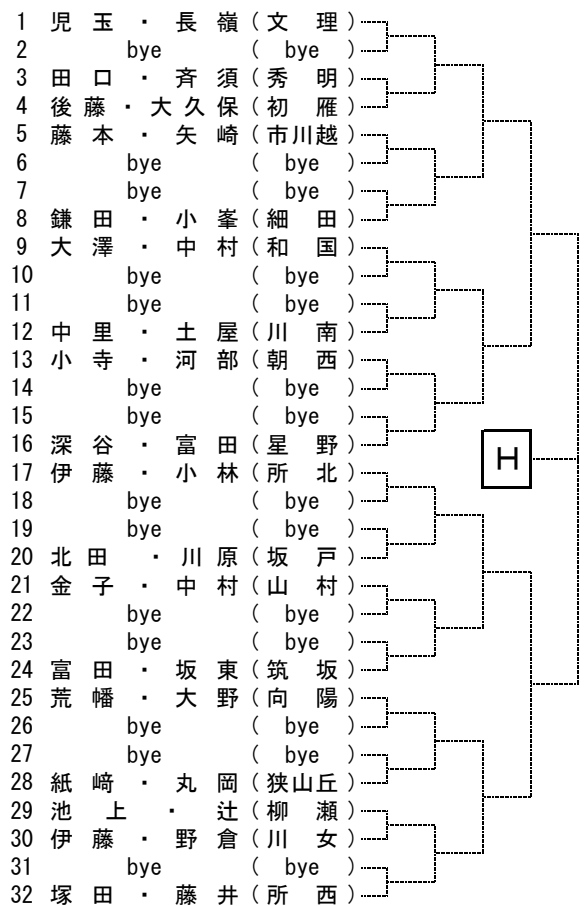 1 児玉・長嶺(文理)
2 bye (bye)
3 田口・斉須(秀明)
4 後藤・大久保(初雁)
5 藤本・矢崎(市川越)
6 bye (bye)
7 bye (bye)
8 鎌田・小峯(細田)
9 大澤・中村(和国)
10 bye (bye)
11 bye (bye)
12 中里・土屋(川南)
13 小寺・河部(朝西)
14 bye (bye)
15 bye (bye)
16 深谷・富田(星野)
17 伊藤・小林(所北)
18 bye (bye)
19 bye (bye)
20 北田・川原(坂戸)
21 金子・中村(山村)
22 bye (bye)
23 bye (bye)
24 富田・坂東(筑坂)
25 荒幡・大野(向陽)
26 bye (bye)
27 bye (bye)
28 紙﨑・丸岡(狭山丘)
29 池上・辻(柳瀬)
30 伊藤・野倉(川女)
31 bye (bye)
32 塚田・藤井(所西)
H